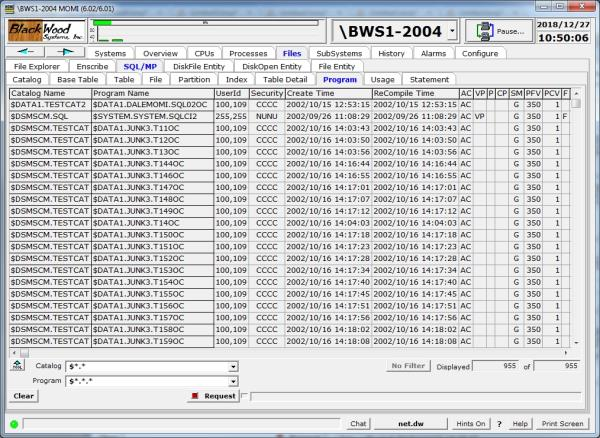 \BWS1-2004 MOMI (6.02/6.01)
BlackWood
Systems, Inc.
6%
\BWS1-2004
Pause...
2018/12/27
10:50:06
Systems Overview CPUs Processes Files SubSystems History Alarms Configure
File Explorer Enscribe SQL/MP DiskFile Entity DiskOpen Entity File Entity
Catalog Base Table Table File Partition Index Table Detail Program Usage Statement
Catalog Name Program Name UserId Security Create Time ReCompile Time AC VP P CP SM PFV PCV F
$DATA1.TESTCAT2 $DATA1.DALEMOMI.SQL02OC 100,109 CCCC 2002/10/15 12:53:15 2002/10/15 12:53:15 AC G 350 1
$DSMSCM.SQL $SYSTEM.SYSTEM.SQLCI2 255,255 NUNU 2002/09/26 11:08:29 2002/09/26 11:08:29 AC VP G 350 1 F
$DSMSCM.TESTCAT $DATA1.JUNK3.T11OC 100,109 CCCC 2002/10/16 14:03:43 2002/10/16 14:03:43 AC G 350 1
$DSMSCM.TESTCAT $DATA1.JUNK3.T12OC 100,109 CCCC 2002/10/16 14:03:50 2002/10/16 14:03:50 AC G 350 1
$DSMSCM.TESTCAT $DATA1.JUNK3.T13OC 100,109 CCCC 2002/10/16 14:03:56 2002/10/16 14:03:56 AC G 350 1
$DSMSCM.TESTCAT $DATA1.JUNK3.T144OC 100,109 CCCC 2002/10/16 14:16:44 2002/10/16 14:16:44 AC G 350 1
$DSMSCM.TESTCAT $DATA1.JUNK3.T146OC 100,109 CCCC 2002/10/16 14:16:55 2002/10/16 14:16:55 AC G 350 1
$DSMSCM.TESTCAT $DATA1.JUNK3.T147OC 100,109 CCCC 2002/10/16 14:17:01 2002/10/16 14:17:01 AC G 350 1
$DSMSCM.TESTCAT $DATA1.JUNK3.T148OC 100,109 CCCC 2002/10/16 14:17:07 2002/10/16 14:17:07 AC G 350 1
$DSMSCM.TESTCAT $DATA1.JUNK3.T149OC 100,109 CCCC 2002/10/16 14:17:12 2002/10/16 14:17:12 AC G 350 1
$DSMSCM.TESTCAT $DATA1.JUNK3.T14OC 100,109 CCCC 2002/10/16 14:04:03 2002/10/16 14:04:03 AC G 350 1
$DSMSCM.TESTCAT $DATA1.JUNK3.T150OC 100,109 CCCC 2002/10/16 14:17:18 2002/10/16 14:17:18 AC G 350 1
$DSMSCM.TESTCAT $DATA1.JUNK3.T151OC 100,109 CCCC 2002/10/16 14:17:23 2002/10/16 14:17:23 AC G 350 1
$DSMSCM.TESTCAT $DATA1.JUNK3.T152OC 100,109 CCCC 2002/10/16 14:17:28 2002/10/16 14:17:28 AC G 350 1
$DSMSCM.TESTCAT $DATA1.JUNK3.T153OC 100,109 CCCC 2002/10/16 14:17:34 2002/10/16 14:17:34 AC G 350 1
$DSMSCM.TESTCAT $DATA1.JUNK3.T154OC 100,109 CCCC 2002/10/16 14:17:40 2002/10/16 14:17:40 AC G 350 1
$DSMSCM.TESTCAT $DATA1.JUNK3.T155OC 100,109 CCCC 2002/10/16 14:17:45 2002/10/16 14:17:45 AC G 350 1
$DSMSCM.TESTCAT $DATA1.JUNK3.T156OC 100,109 CCCC 2002/10/16 14:17:51 2002/10/16 14:17:51 AC G 350 1
$DSMSCM.TESTCAT $DATA1.JUNK3.T157OC 100,109 CCCC 2002/10/16 14:17:56 2002/10/16 14:17:56 AC G 350 1
$DSMSCM.TESTCAT $DATA1.JUNK3.T158OC 100,109 CCCC 2002/10/16 14:18:02 2002/10/16 14:18:02 AC G 350 1
$DSMSCM.TESTCAT $DATA1.JUNK3.T159OC 100,109 CCCC 2002/10/16 14:18:08 2002/10/16 14:18:08 AC G 350 1
Catalog $*.* No Filter Displayed 955 of 955
Program $*.*.*
Clear Request
Chat net.dw Hints On ? Help Print Screen